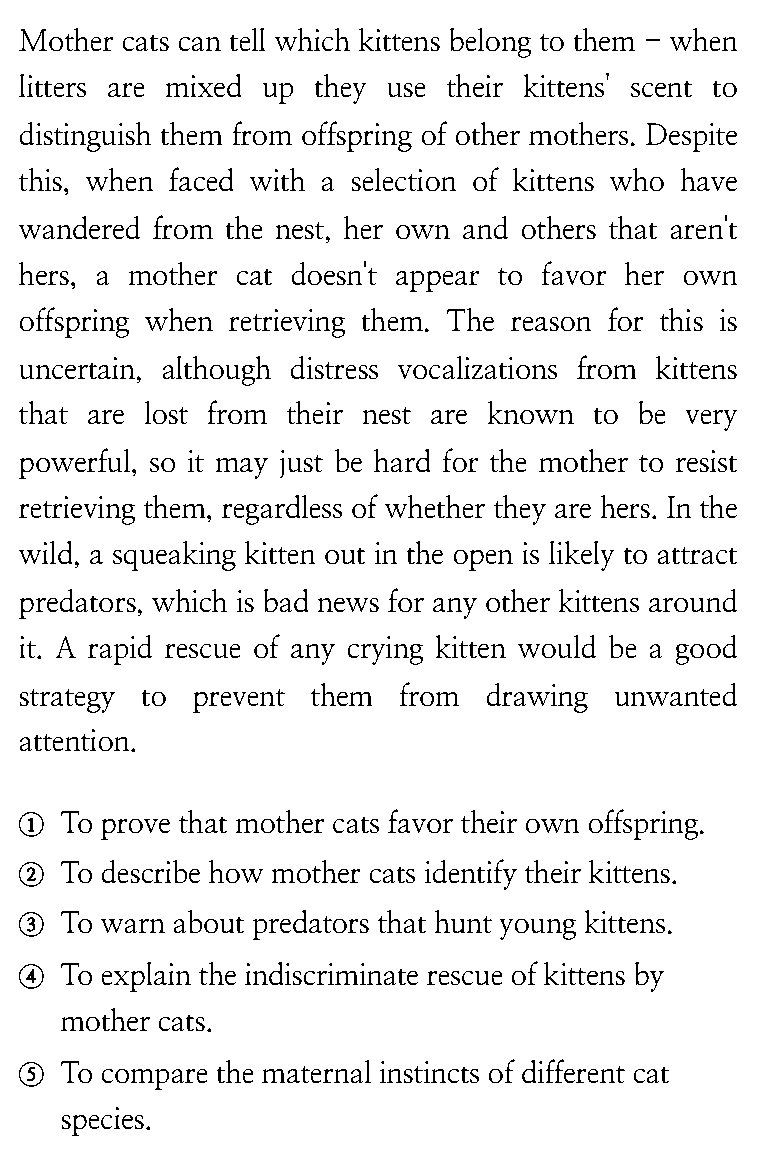 Mother cats can tell which kittens belong to them – when
litters are mixed up they use their kittens' scent to
distinguish them from offspring of other mothers. Despite
this, when faced with a selection of kittens who have
wandered from the nest, her own and others that aren't
hers, a mother cat doesn't appear to favor her own
offspring when retrieving them. The reason for this is
uncertain, although distress vocalizations from kittens
that are lost from their nest are known to be very
powerful, so it may just be hard for the mother to resist
retrieving them, regardless of whether they are hers. In the
wild, a squeaking kitten out in the open is likely to attract
predators, which is bad news for any other kittens around
it. A rapid rescue of any crying kitten would be a good
strategy to prevent them from drawing unwanted
attention.
① To prove that mother cats favor their own offspring.
② To describe how mother cats identify their kittens.
③ To warn about predators that hunt young kittens.
④ To explain the indiscriminate rescue of kittens by
mother cats.
⑤ To compare the maternal instincts of different cat
species.